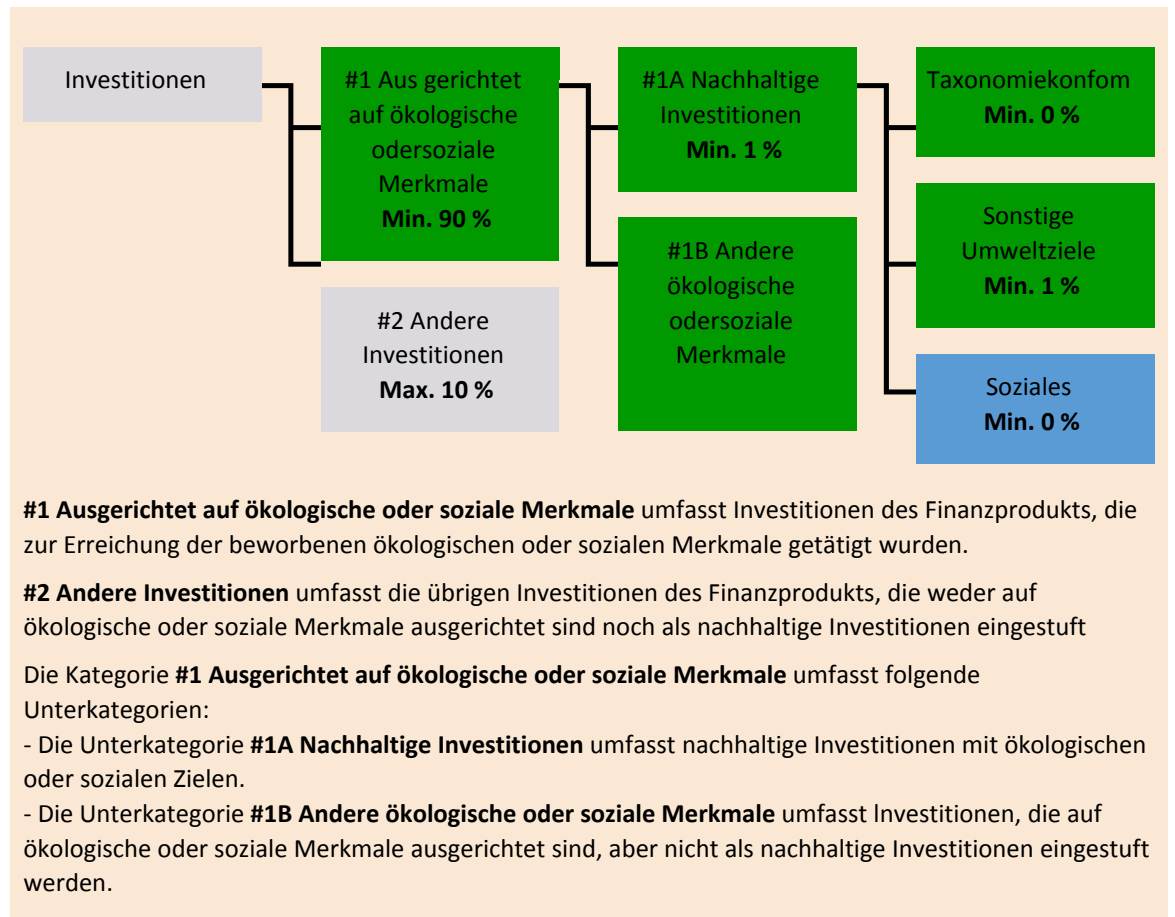 Investitionen
#1 Aus gerichtet
auf ökologische
odersoziale
Merkmale
Min. 90 %
#2 Andere
Investitionen
Max. 10 %
#1A Nachhaltige
Investitionen
Min. 1 %
#1B Andere
ökologische
odersoziale
Merkmale
Taxonomiekonfom
Min. 0 %
Sonstige
Umweltziele
Min. 1 %
Soziales
Min. 0 %
#1 Ausgerichtet auf ökologische oder soziale Merkmale umfasst Investitionen des Finanzprodukts, die
zur Erreichung der beworbenen ökologischen oder sozialen Merkmale getätigt wurden.
#2 Andere Investitionen umfasst die übrigen Investitionen des Finanzprodukts, die weder auf
ökologische oder soziale Merkmale ausgerichtet sind noch als nachhaltige Investitionen eingestuft
Die Kategorie #1 Ausgerichtet auf ökologische oder soziale Merkmale umfasst folgende
Unterkategorien:
- Die Unterkategorie #1A Nachhaltige Investitionen umfasst nachhaltige Investitionen mit ökologischen
oder sozialen Zielen.
- Die Unterkategorie #1B Andere ökologische oder soziale Merkmale umfasst lnvestitionen, die auf
ökologische oder soziale Merkmale ausgerichtet sind, aber nicht als nachhaltige Investitionen eingestuft
werden.